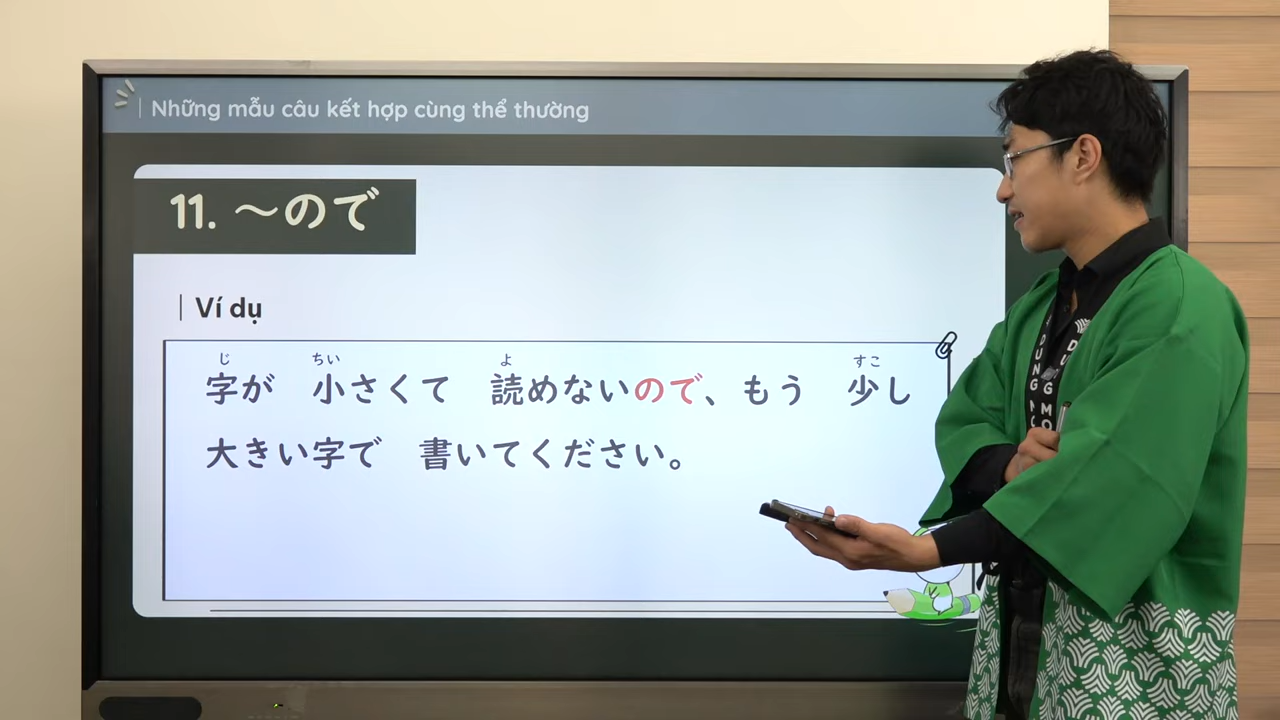 Những mẫu câu kết hợp cùng thể thường
11. ~ので
Ví dụ
じ ちい よ すこ
字が 小さくて 読めないので、もう 少し
大きい字で 書いてください。
DUNG MO